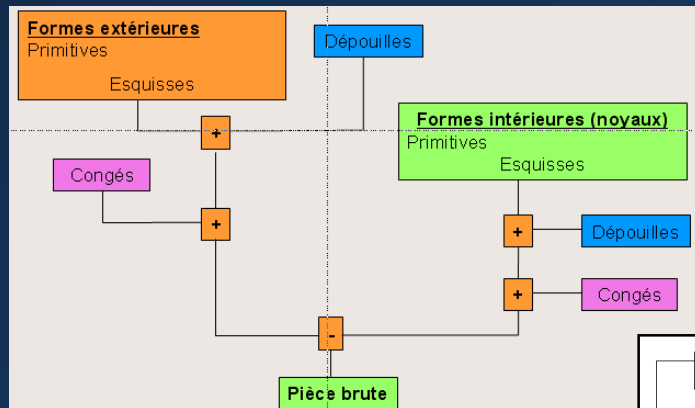 Formes extérieures
Primitives
Esquisses
Dépouilles
+
Formes intérieures (noyaux)
Primitives
Esquisses
Congés
+
+
Dépouilles
+
Congés
-
Pièce brute